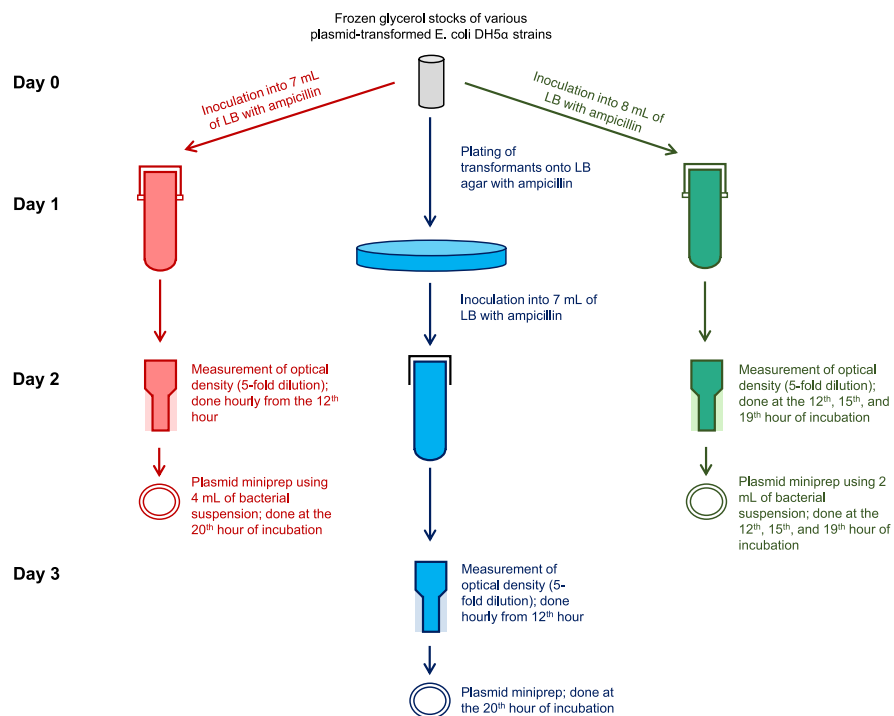 Frozen glycerol stocks of various
plasmid-transformed E. coli DH5α strains
Day 0
Inoculation into 7 mL
of LB with ampicillin
Inoculation into 8 mL of
LB with ampicillin
Plating of
transformants onto LB
agar with ampicillin
Day 1
Inoculation into 7 mL of
LB with ampicillin
Day 2
Measurement of optical
density (5-fold dilution);
done hourly from the 12th
hour
Measurement of optical
density (5-fold dilution);
done at the 12th, 15th, and
19th hour of incubation
Plasmid miniprep using
4 mL of bacterial
suspension; done at the
20th hour of incubation
Plasmid miniprep using 2
mL of bacterial
suspension; done at the
12th, 15th, and 19th hour of
incubation
Day 3
Measurement of
optical density (5-
fold dilution); done
hourly from 12th hour
Plasmid miniprep; done at
the 20th hour of incubation